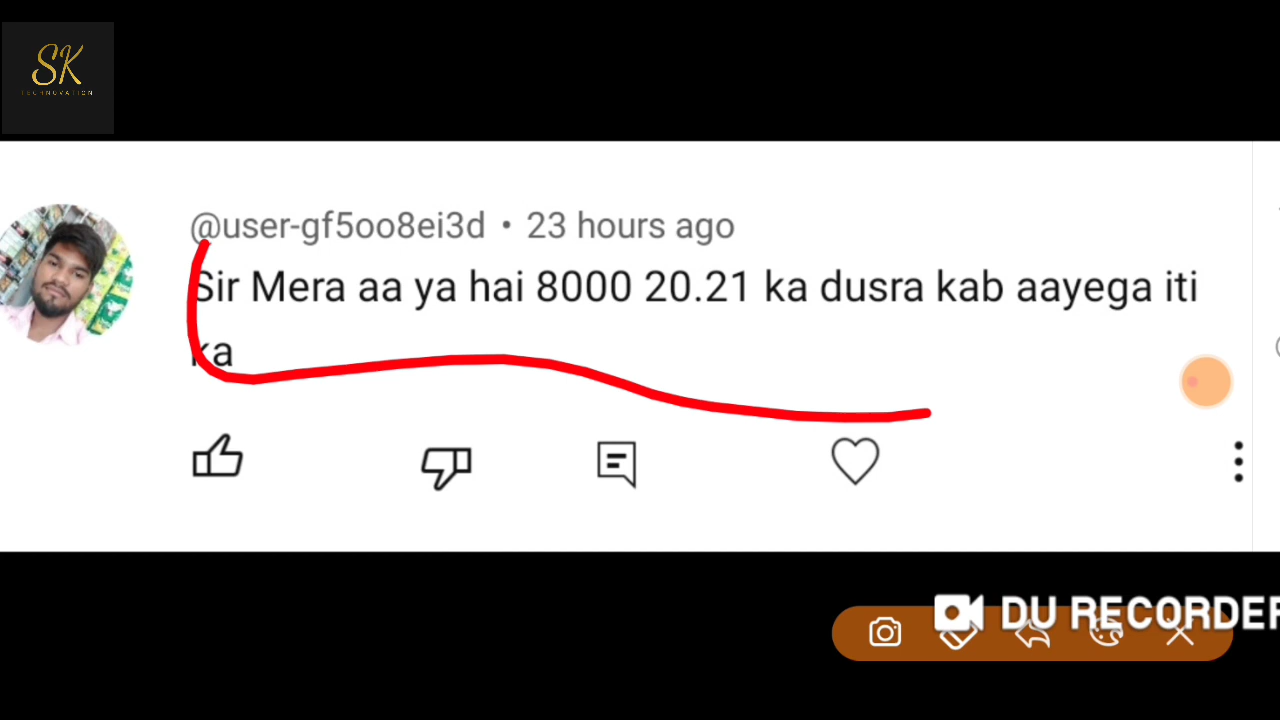 SK
TECHNOVATION
@user-gf5oo8ei3d • 23 hours ago
Sir Mera aa ya hai 8000 20.21 ka dusra kab aayega iti
ka
DU RECORDER